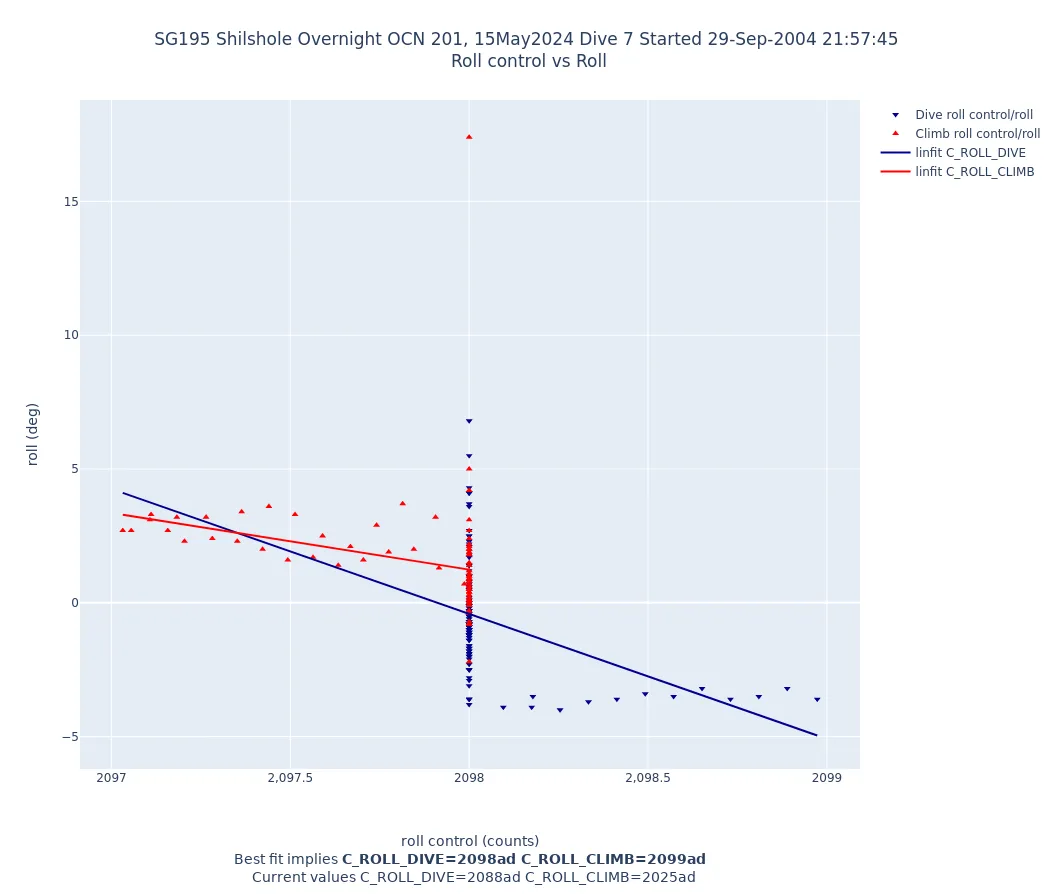 SG195 Shilshole Overnight OCN 201, 15May2024 Dive 7 Started 29-Sep-2004 21:57:45
Roll control vs Roll
Dive roll control/roll
Climb roll control/roll
linfit C_ROLL_DIVE
linfit C_ROLL_CLIMB
roll (deg)
15
10
5
0
−5
2097
2,097.5
2098
2,098.5
2099
roll control (counts)
Best fit implies C_ROLL_DIVE=2098ad C_ROLL_CLIMB=2099ad
Current values C_ROLL_DIVE=2088ad C_ROLL_CLIMB=2025ad